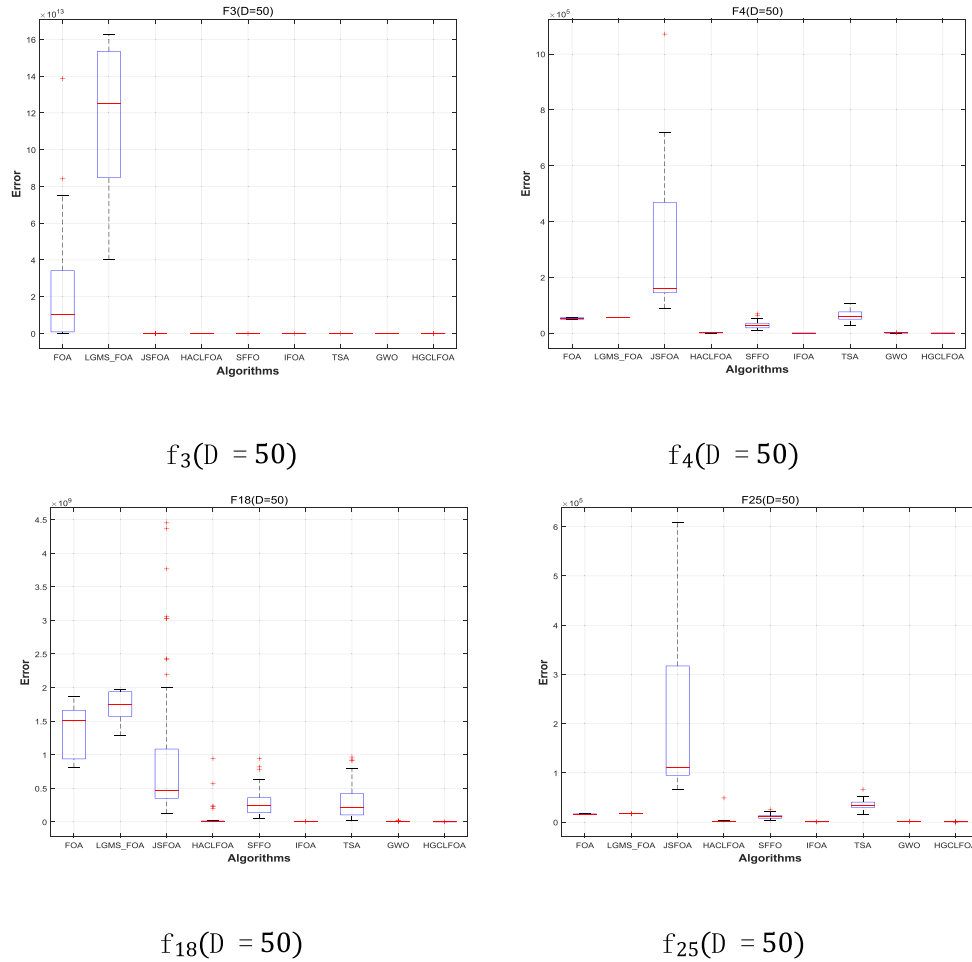 F3(D=50)
×10^13
16
14
12
10
8
6
4
2
0
Error
FOA LGMS_FOA JSFOA HACLFOA SFFO IFOA TSA GWO HGCLFOA
Algorithms
F4(D=50)
×10^5
10
8
6
4
2
0
Error
FOA LGMS_FOA JSFOA HACLFOA SFFO IFOA TSA GWO HGCLFOA
Algorithms
f₃(D = 50)
f₄(D = 50)
F18(D=50)
×10^9
4.5
4
3.5
3
2.5
2
1.5
1
0.5
0
Error
FOA LGMS_FOA JSFOA HACLFOA SFFO IFOA TSA GWO HGCLFOA
Algorithms
F25(D=50)
×10^5
6
5
4
3
2
1
0
Error
FOA LGMS_FOA JSFOA HACLFOA SFFO IFOA TSA GWO HGCLFO
Algorithms
f₁₈(D = 50)
f₂₅(D = 50)